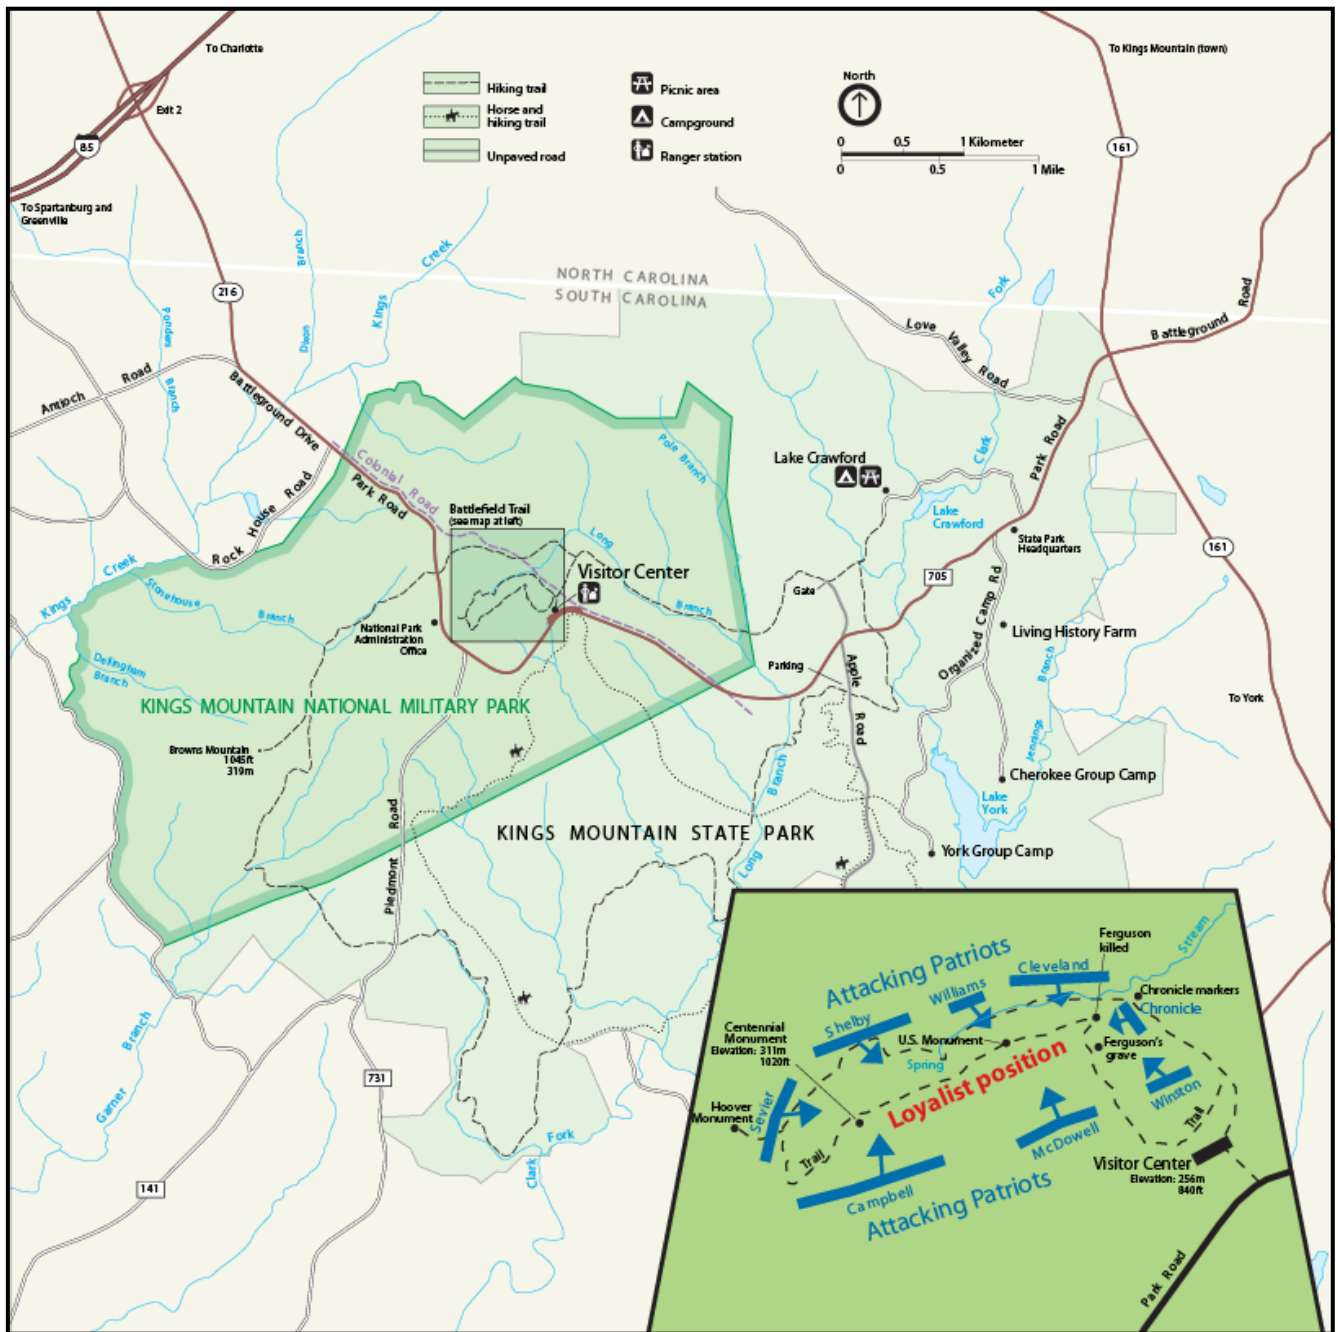 To Charlotte
To Kings Mountain (town)
Exit 2
85
To Spartanburg and
Greenville
Hiking trail
Horse and
hiking trail
Unpaved road
Picnic area
Campground
Ranger station
North
0 0.5 1 Kilometer
0 0.5 1 Mile
161
216
Dixon Branch
Kings Creek
Ponders Branch
NORTH CAROLINA
SOUTH CAROLINA
Fork
Love Valley Road
Battleground Road
Antioch Road
Battleground Drive
Colonial Road
Park Road
Rock House Road
Pole Branch
Lake Crawford
Clark
Park Road
Battlefield Trail
(see map at left)
Lake
Crawford
State Park
Headquarters
161
Long Branch
Visitor Center
705
Gate
Kings Creek
Stonehouse Branch
National Park
Administration
Office
Organized Camp Rd
Living History Farm
Dellingham
Branch
Parking
Apple Road
Jennings Branch
To York
KINGS MOUNTAIN NATIONAL MILITARY PARK
Browns Mountain
1045ft
319m
Cherokee Group Camp
Lake
York
Piedmont Road
KINGS MOUNTAIN STATE PARK
Long Branch
York Group Camp
Garner Branch
731
141
Clark Fork
Attacking Patriots
Ferguson
killed
Stream
Cleveland
Williams
Chronicle markers
Chronicle
Shelby
Centennial
Monument
Elevation: 311m
1020ft
U.S. Monument
Ferguson's
grave
Spring
Loyalist position
Winston
Hoover
Monument
Sevier
McDowell
Trail
Trail
Visitor Center
Elevation: 256m
840ft
Campbell
Attacking Patriots
Park Road